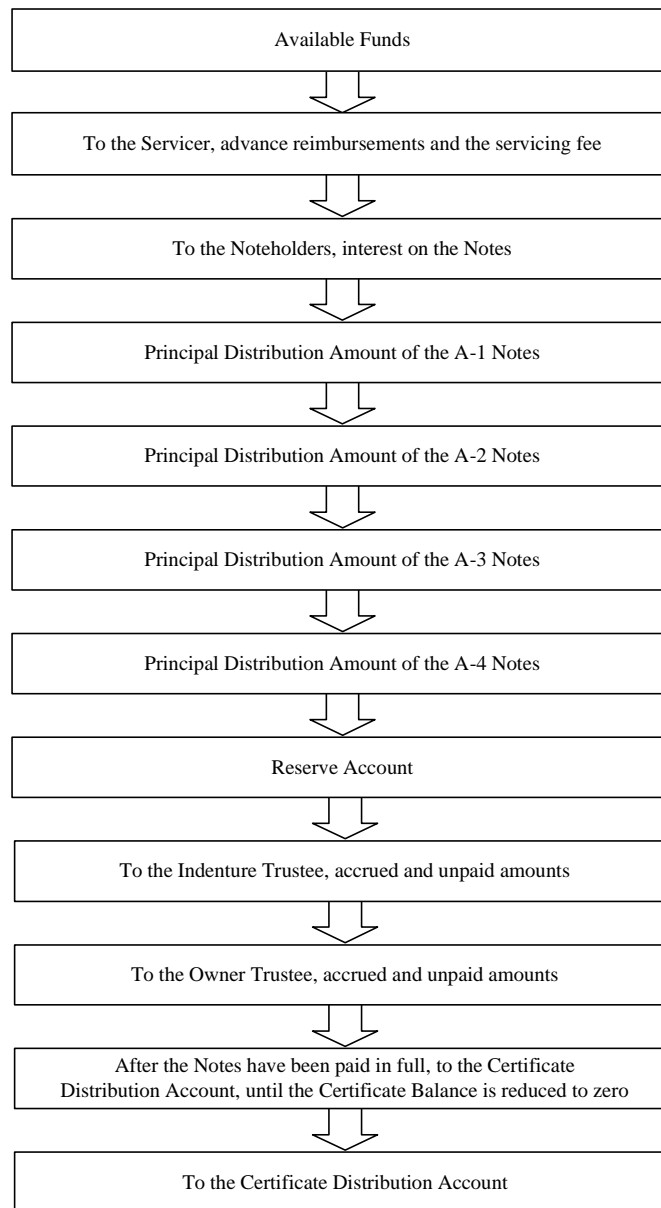 Available Funds
To the Servicer, advance reimbursements and the servicing fee
To the Noteholders, interest on the Notes
Principal Distribution Amount of the A-1 Notes
Principal Distribution Amount of the A-2 Notes
Principal Distribution Amount of the A-3 Notes
Principal Distribution Amount of the A-4 Notes
Reserve Account
To the Indenture Trustee, accrued and unpaid amounts
To the Owner Trustee, accrued and unpaid amounts
After the Notes have been paid in full, to the Certificate
Distribution Account, until the Certificate Balance is reduced to zero
To the Certificate Distribution Account